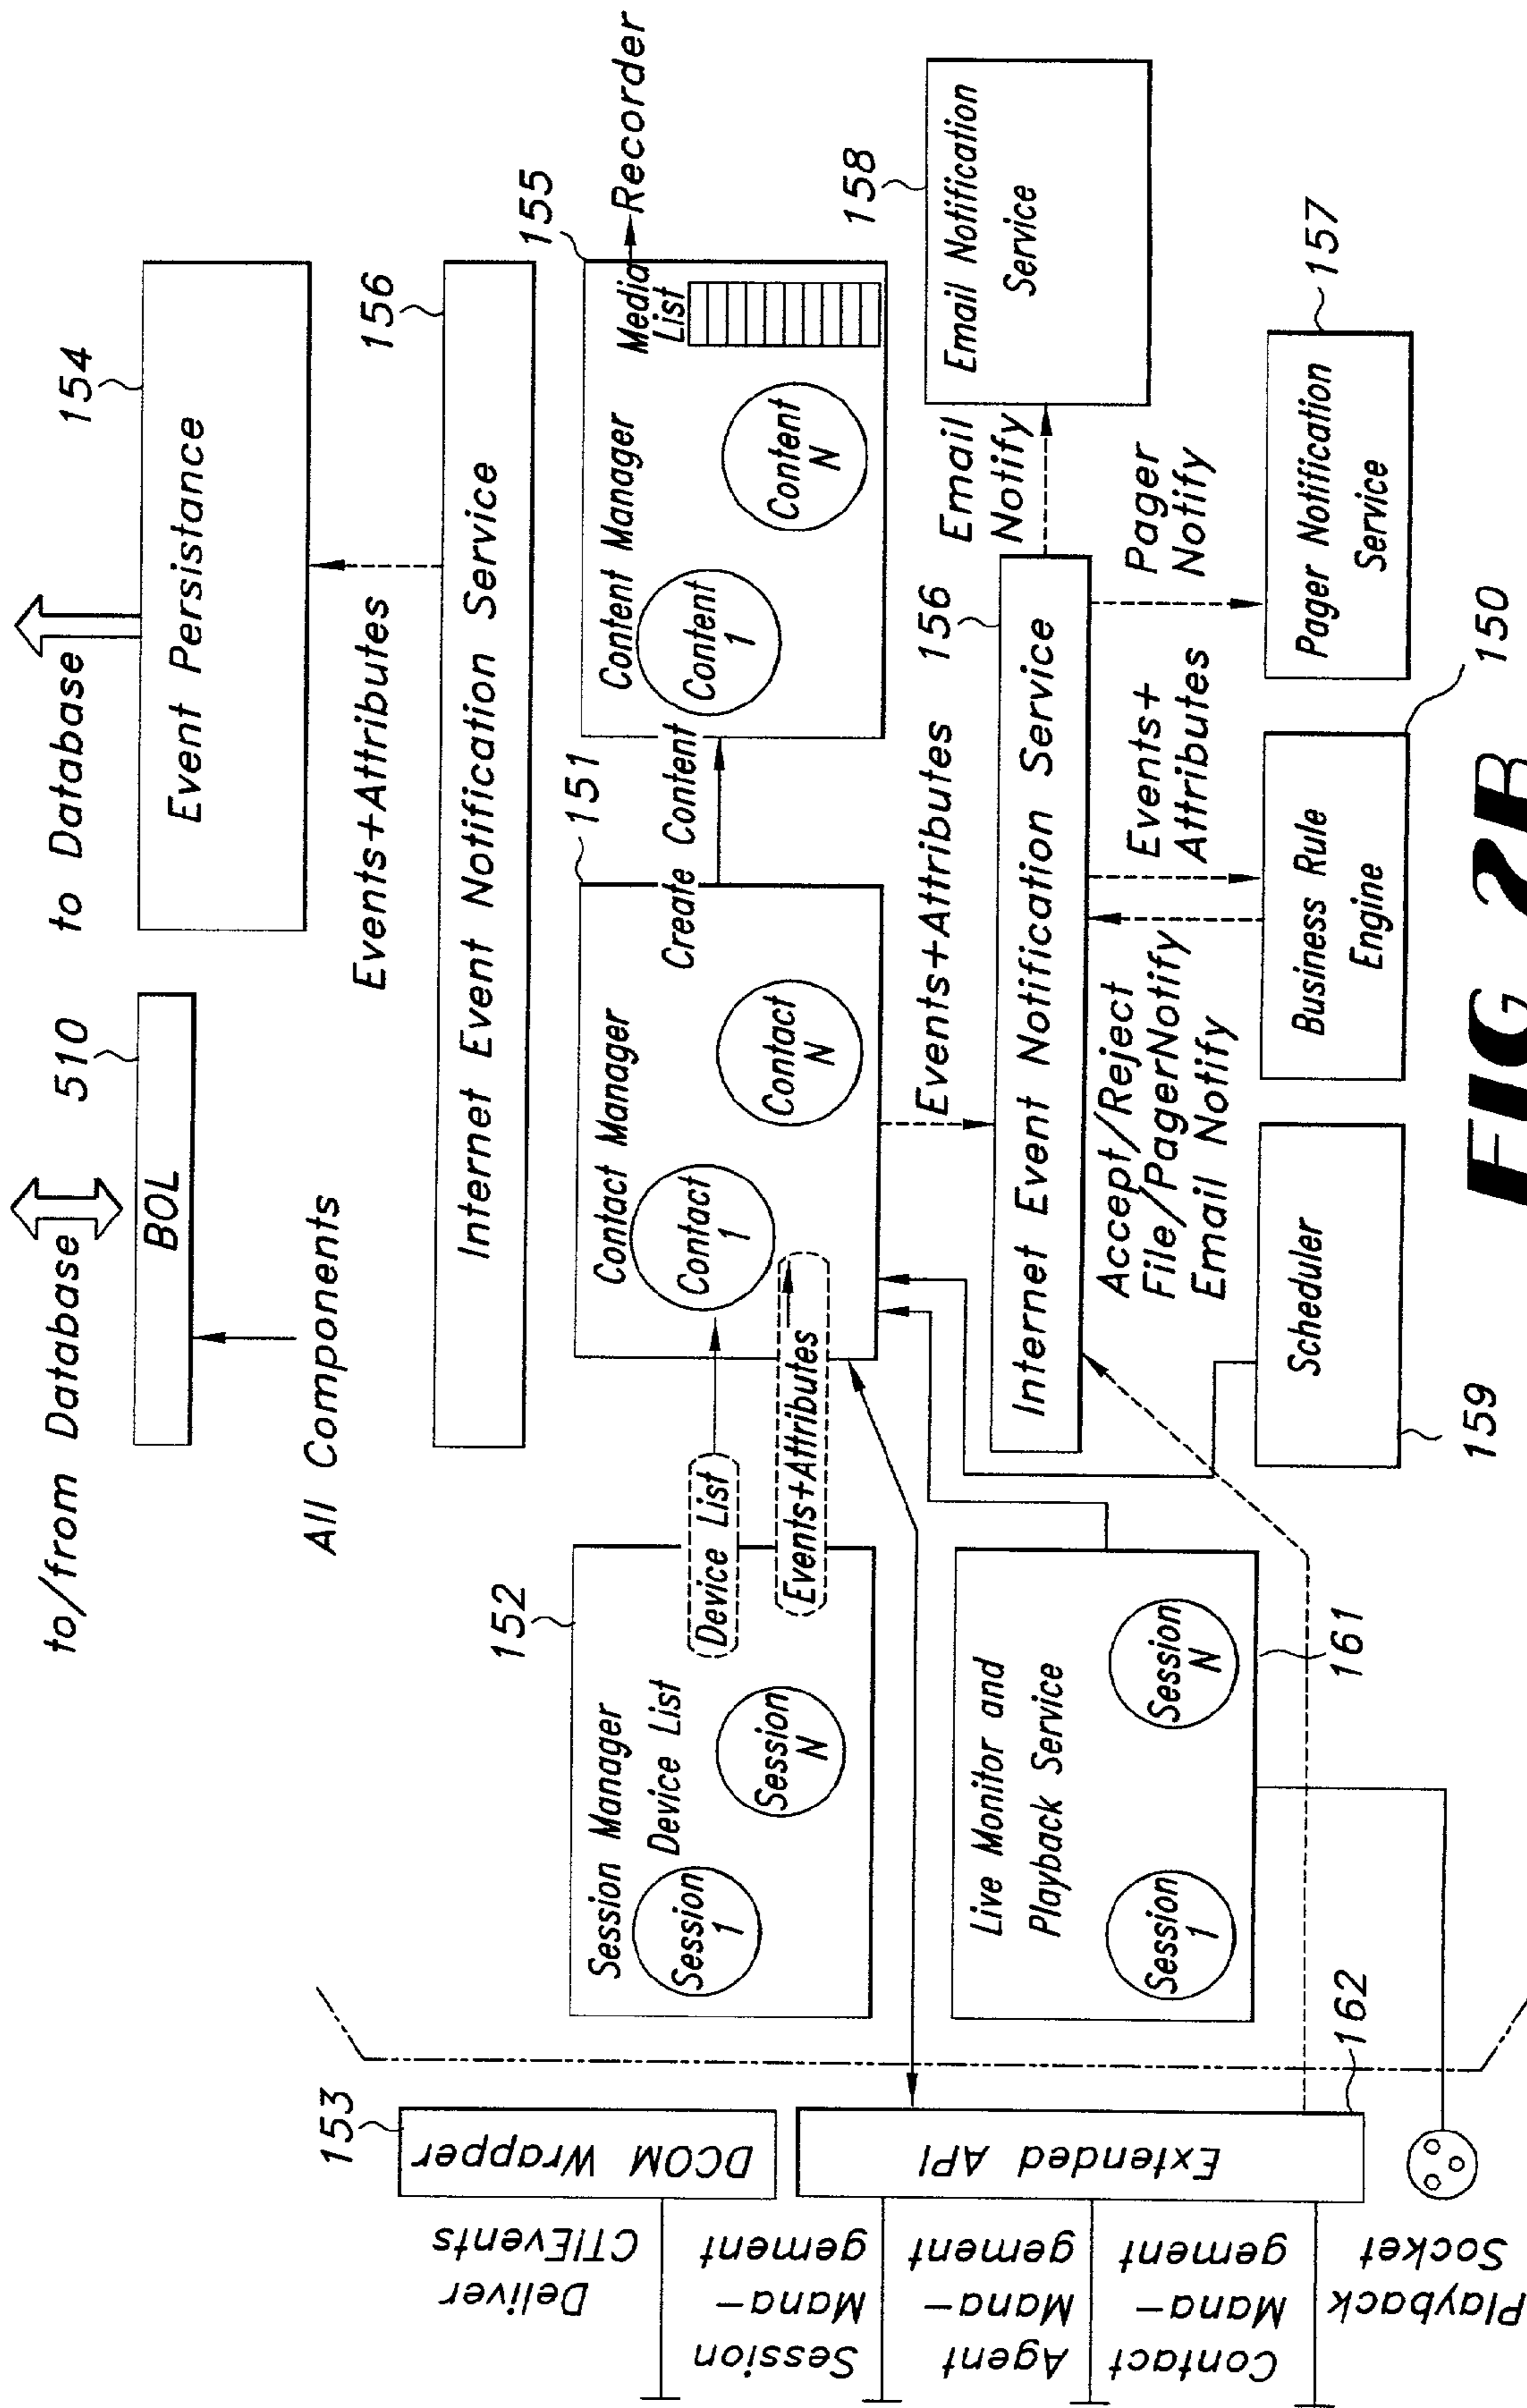 to/from Database
510
to Database
154
BOL
Event Persistance
All Components
Events+Attributes
156
Internet Event Notification Service
153
DCOM Wrapper
Deliver
CTIEvents
152
Session Manager
Device List
Session
1
Session
N
Device List
Events+Attributes
151
Contact Manager
Contact
1
Contact
N
Create Content
155
Content Manager
Content
1
Content
N
Media
List
Recorder
162
Extended API
Session
Mana-
gement
Agent
Mana-
gement
Contact
Mana-
gement
Playback
Socket
Live Monitor and
Playback Service
Session
1
Session
N
161
Events+Attributes
156
Internet Event Notification Service
Email
Notify
158
Email Notification
Service
Accept/Reject
File/PagerNotify
Email Notify
Events+
Attributes
Pager
Notify
Scheduler
159
Business Rule
Engine
150
Pager Notification
Service
157
FIG 2B